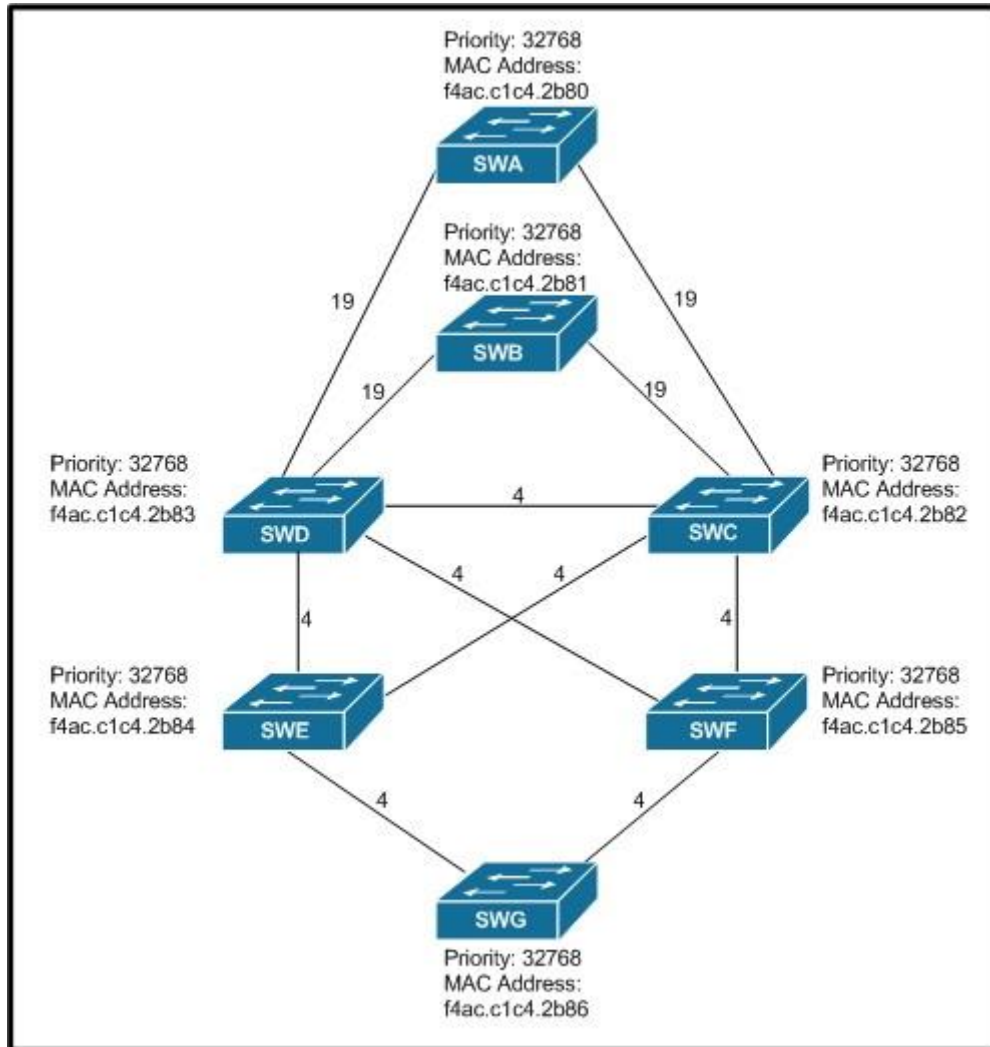 Priority: 32768
MAC Address:
f4ac.c1c4.2b80
SWA
Priority: 32768
MAC Address:
f4ac.c1c4.2b81
19
19
SWB
19
19
Priority: 32768
MAC Address:
f4ac.c1c4.2b83
SWD
4
Priority: 32768
MAC Address:
f4ac.c1c4.2b82
SWC
4
4
4
4
Priority: 32768
MAC Address:
f4ac.c1c4.2b84
SWE
Priority: 32768
MAC Address:
f4ac.c1c4.2b85
SWF
4
4
SWG
Priority: 32768
MAC Address:
f4ac.c1c4.2b86